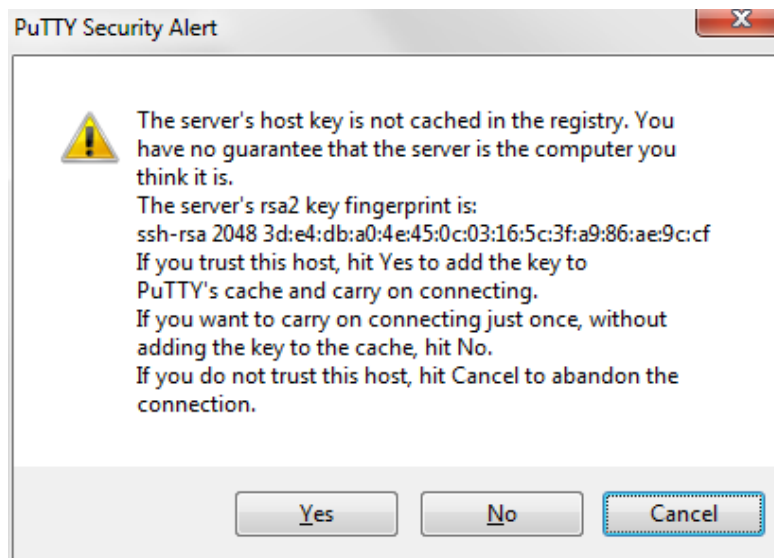 PuTTY Security Alert
X
The server's host key is not cached in the registry. You
have no guarantee that the server is the computer you
think it is.
The server's rsa2 key fingerprint is:
ssh-rsa 2048 3d:e4:db:a0:4e:45:0c:03:16:5c:3f:a9:86:ae:9c:cf
If you trust this host, hit Yes to add the key to
PuTTY's cache and carry on connecting.
If you want to carry on connecting just once, without
adding the key to the cache, hit No.
If you do not trust this host, hit Cancel to abandon the
connection.
Yes No Cancel